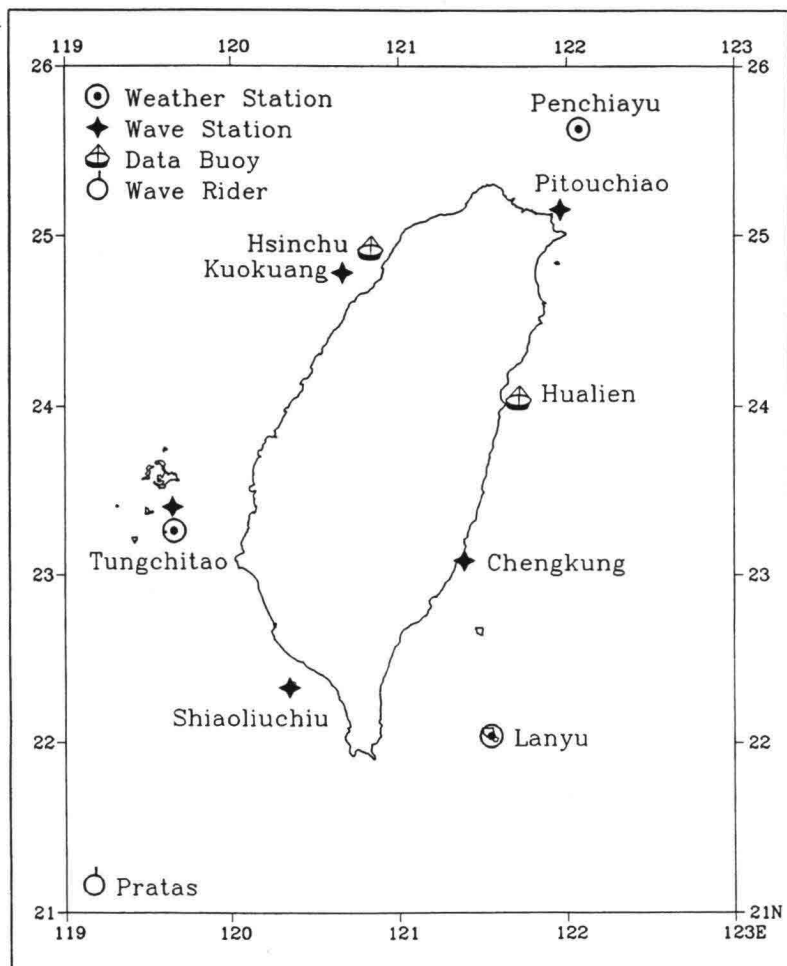 119 120 121 122 123
26 26
Weather Station
Wave Station
Data Buoy
Wave Rider
Penchiayu
Pitouchiao
25 25
Hsinchu
Kuokuang
24 24
Hualien
Tungchitao
23 23
Chengkung
Shiaoliuchiu
22 22
Lanyu
Pratas
21 21N
119 120 121 122 123E